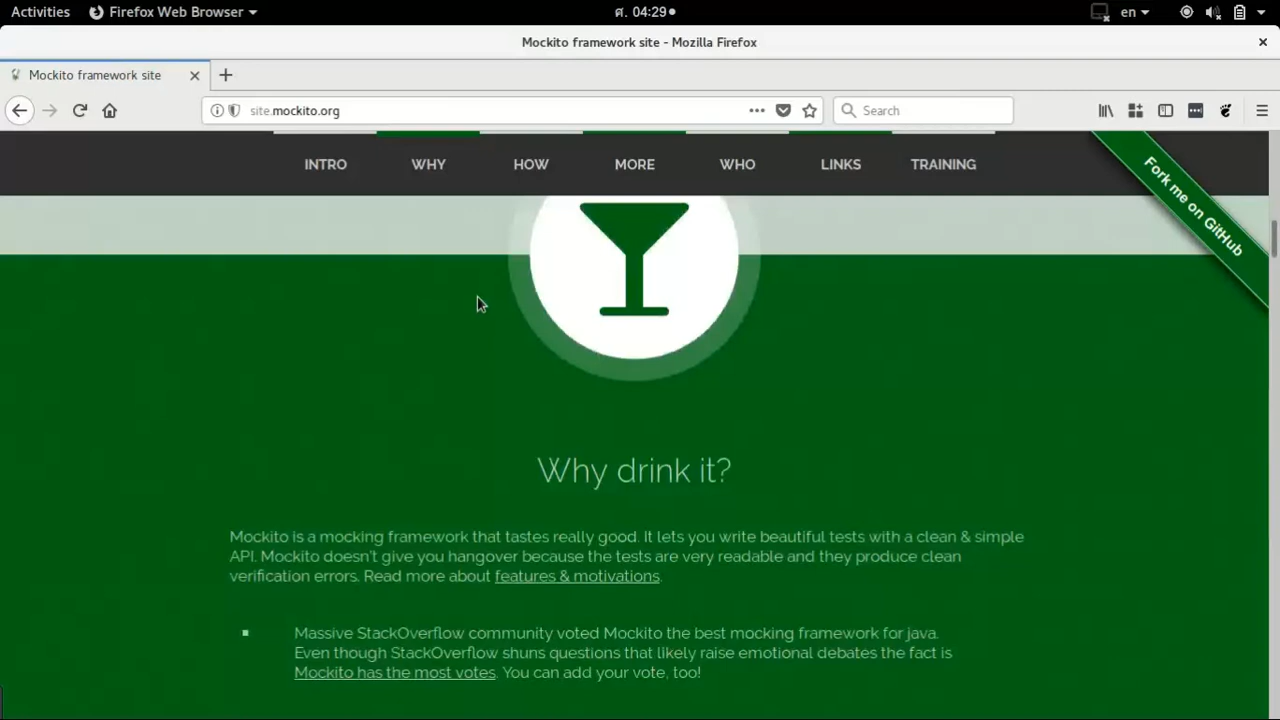 Activities Firefox Web Browser ศ. 04:29 en
Mockito framework site - Mozilla Firefox
Mockito framework site
site.mockito.org Search
INTRO WHY HOW MORE WHO LINKS TRAINING
Fork me on GitHub
Why drink it?
Mockito is a mocking framework that tastes really good. It lets you write beautiful tests with a clean & simple
API. Mockito doesn't give you hangover because the tests are very readable and they produce clean
verification errors. Read more about features & motivations.
Massive StackOverflow community voted Mockito the best mocking framework for java.
Even though StackOverflow shuns questions that likely raise emotional debates the fact is
Mockito has the most votes. You can add your vote, too!